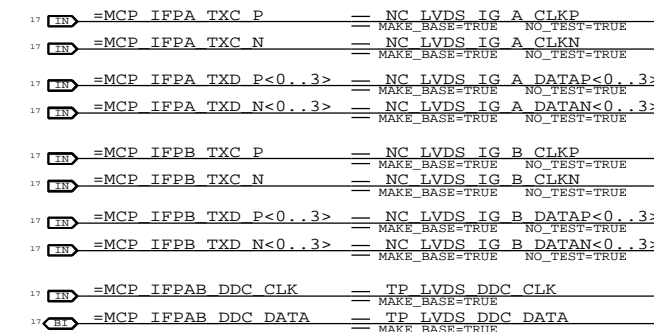 17 IN =MCP_IFPA_TXC_P NC_LVDS_IG_A_CLKP
MAKE_BASE=TRUE NO_TEST=TRUE
17 IN =MCP_IFPA_TXC_N NC_LVDS_IG_A_CLKN
MAKE_BASE=TRUE NO_TEST=TRUE
17 IN =MCP_IFPA_TXD_P<0..3> NC_LVDS_IG_A_DATAP<0..3>
MAKE_BASE=TRUE NO_TEST=TRUE
17 IN =MCP_IFPA_TXD_N<0..3> NC_LVDS_IG_A_DATAN<0..3>
MAKE_BASE=TRUE NO_TEST=TRUE
17 IN =MCP_IFPB_TXC_P NC_LVDS_IG_B_CLKP
MAKE_BASE=TRUE NO_TEST=TRUE
17 IN =MCP_IFPB_TXC_N NC_LVDS_IG_B_CLKN
MAKE_BASE=TRUE NO_TEST=TRUE
17 IN =MCP_IFPB_TXD_P<0..3> NC_LVDS_IG_B_DATAP<0..3>
MAKE_BASE=TRUE NO_TEST=TRUE
17 IN =MCP_IFPB_TXD_N<0..3> NC_LVDS_IG_B_DATAN<0..3>
MAKE_BASE=TRUE NO_TEST=TRUE
17 IN =MCP_IFPAB_DDC_CLK TP_LVDS_DDC_CLK
MAKE_BASE=TRUE
17 BI =MCP_IFPAB_DDC_DATA TP_LVDS_DDC_DATA
MAKE_BASE=TRUE